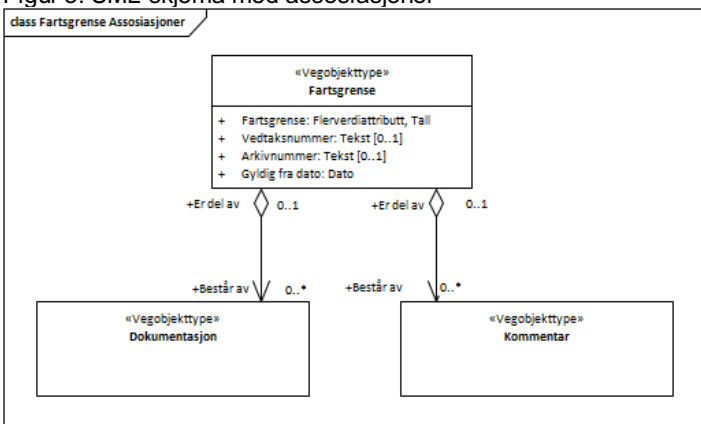 Figur 3: UML-skjema med assosiasjoner
class Fartsgrense Assosiasjoner
«Vegobjekttype»
Fartsgrense
+ Fartsgrense: Flerverdiattributt, Tall
+ Vedtaksnummer: Tekst [0..1]
+ Arkivnummer: Tekst [0..1]
+ Gyldig fra dato: Dato
+Er del av 0..1 +Er del av 0..1
+Består av 0..* +Består av 0..*
«Vegobjekttype»
Dokumentasjon
«Vegobjekttype»
Kommentar